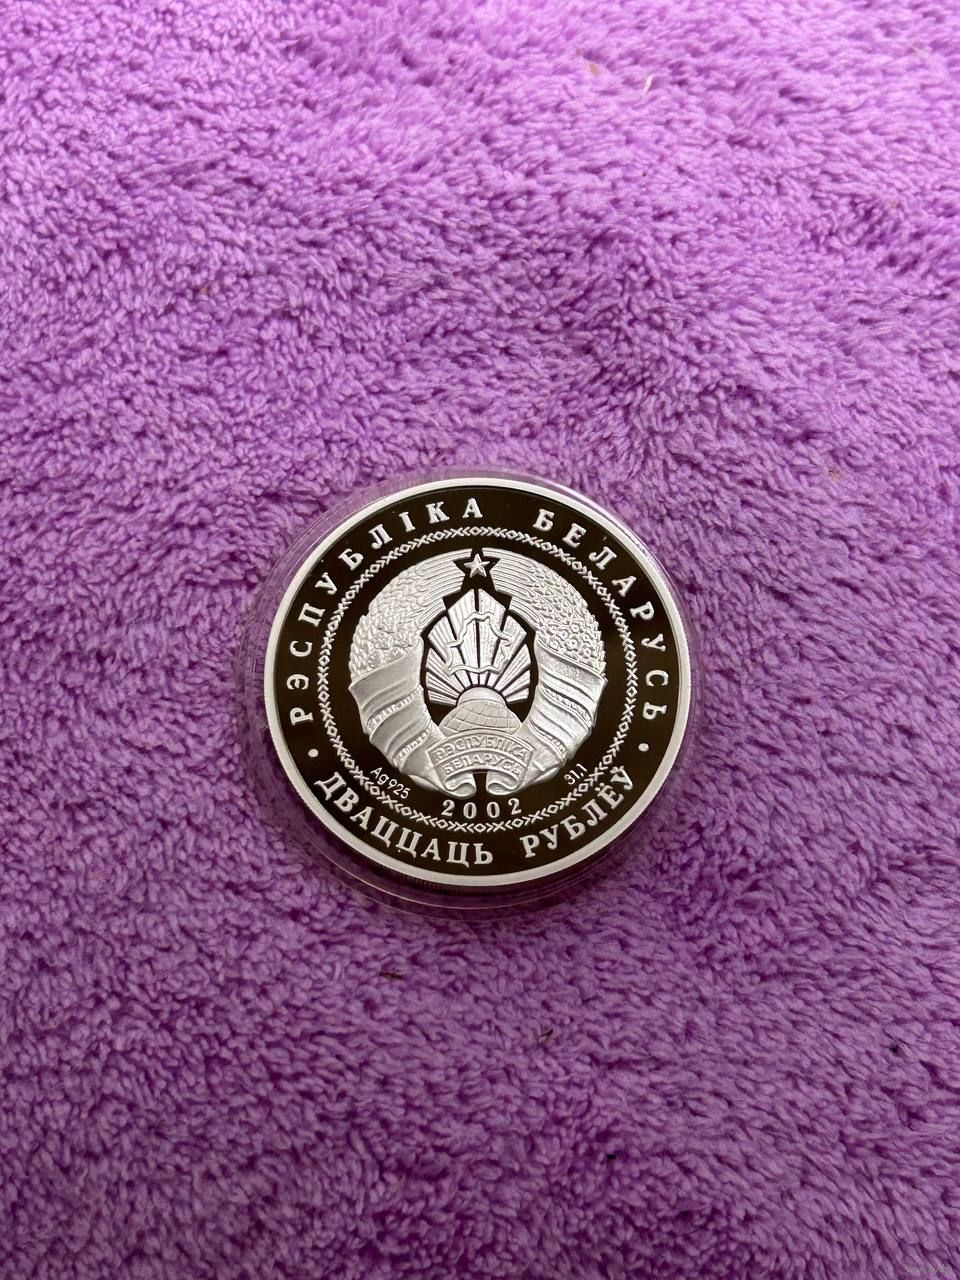 РЭСПУБЛІКА БЕЛАРУСЬ
РЭСПУБЛІКА
БЕЛАРУСЬ
Ag 925
31,1
2002
ДВАЦЦАЦЬ РУБЛЁЎ